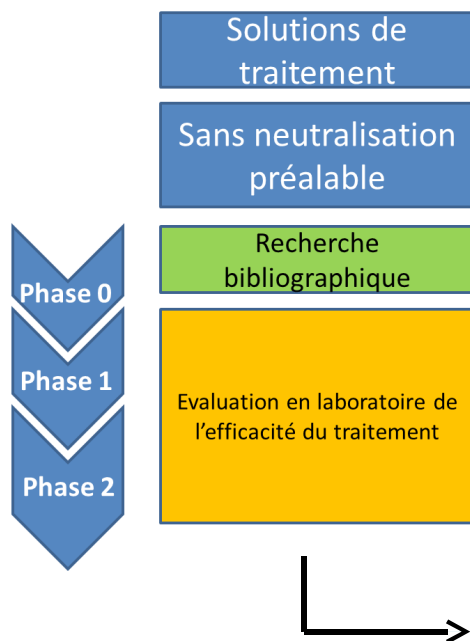 Solutions de
traitement
Sans neutralisation
préalable
Recherche
bibliographique
Phase 0
Phase 1
Evaluation en laboratoire de
l'efficacité du traitement
Phase 2